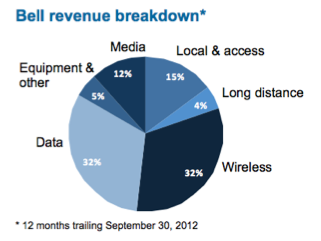 Bell revenue breakdown*
Media
Local & access
Equipment &
other
12%
15%
5%
Long distance
4%
Data
32%
32%
Wireless
* 12 months trailing September 30, 2012